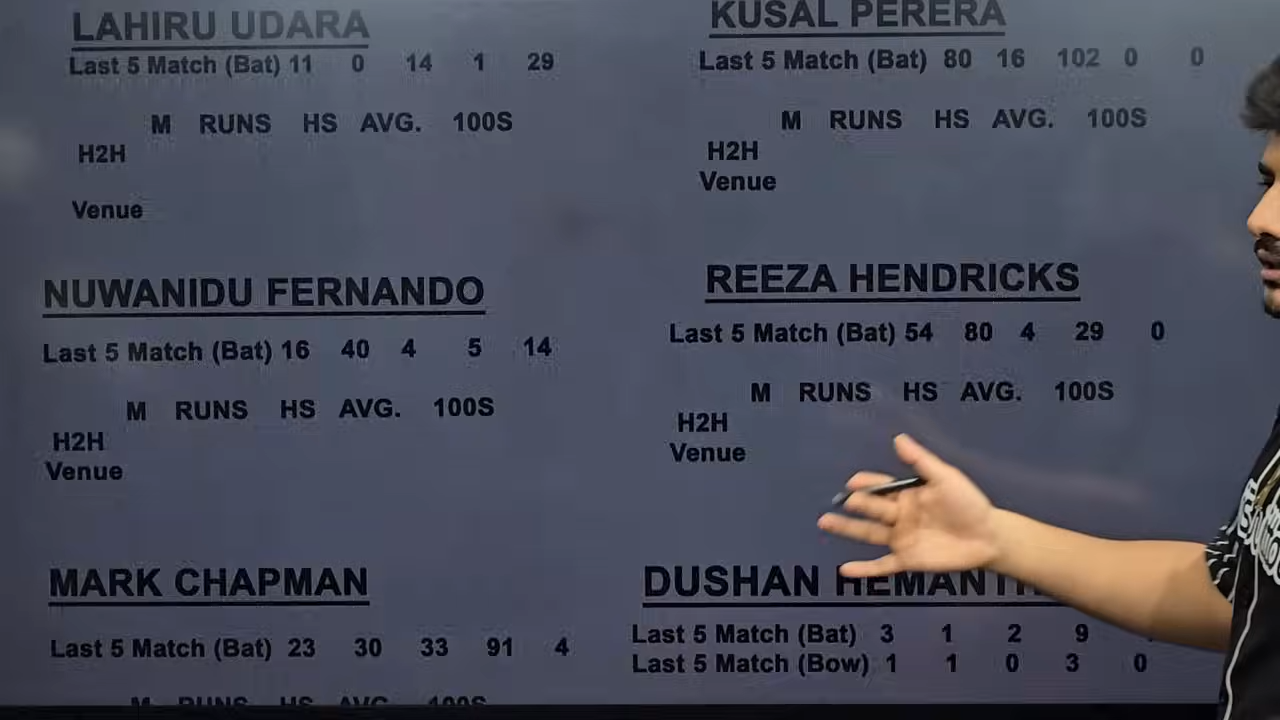 LAHIRU UDARA
Last 5 Match (Bat) 11 0 14 1 29
M RUNS HS AVG. 100S
H2H
Venue
KUSAL PERERA
Last 5 Match (Bat) 80 16 102 0 0
M RUNS HS AVG. 100S
H2H
Venue
NUWANIDU FERNANDO
Last 5 Match (Bat) 16 40 4 5 14
M RUNS HS AVG. 100S
H2H
Venue
REEZA HENDRICKS
Last 5 Match (Bat) 54 80 4 29 0
M RUNS HS AVG. 100S
H2H
Venue
MARK CHAPMAN
Last 5 Match (Bat) 23 30 33 91 4
M RUNS HS AVG. 100S
DUSHAN
Last 5 Match (Bat) 3 1 2 9
Last 5 Match (Bow) 1 1 0 3 0